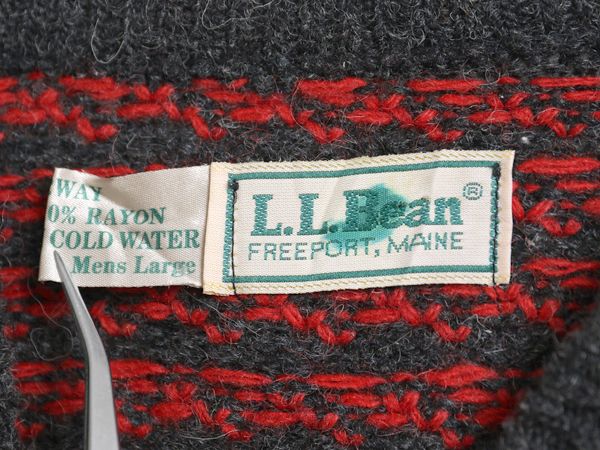 WAY
0% RAYON
COLD WATER
Mens Large
L.L.Bean®
FREEPORT, MAINE